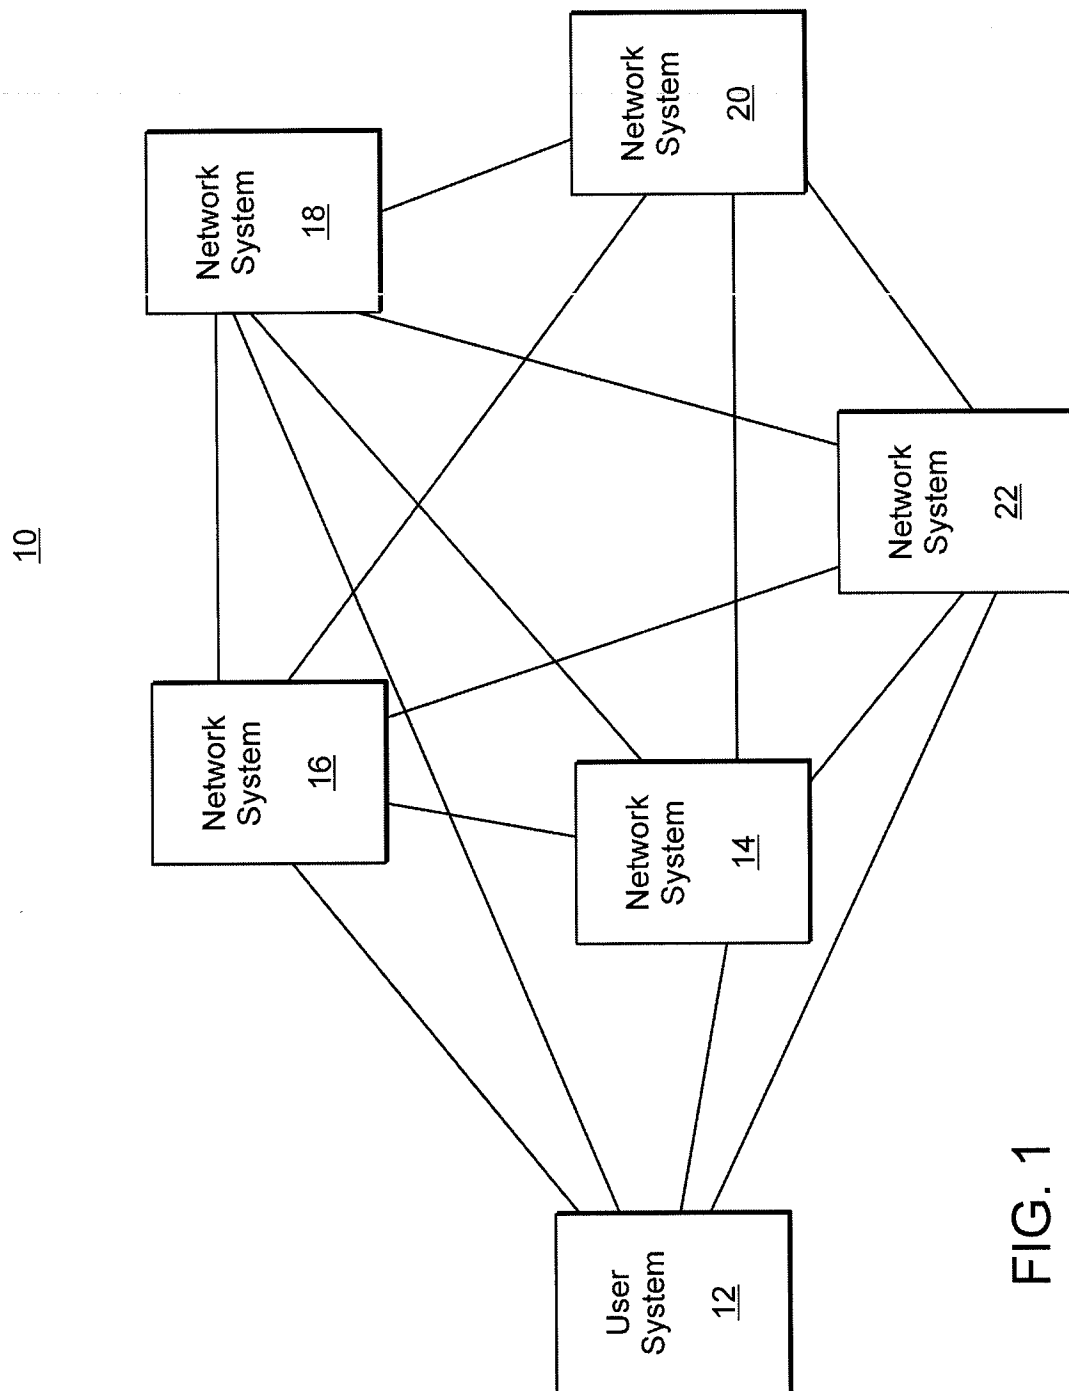 10
Network
System
16
Network
System
18
User
System
12
Network
System
14
Network
System
20
Network
System
22
FIG. 1